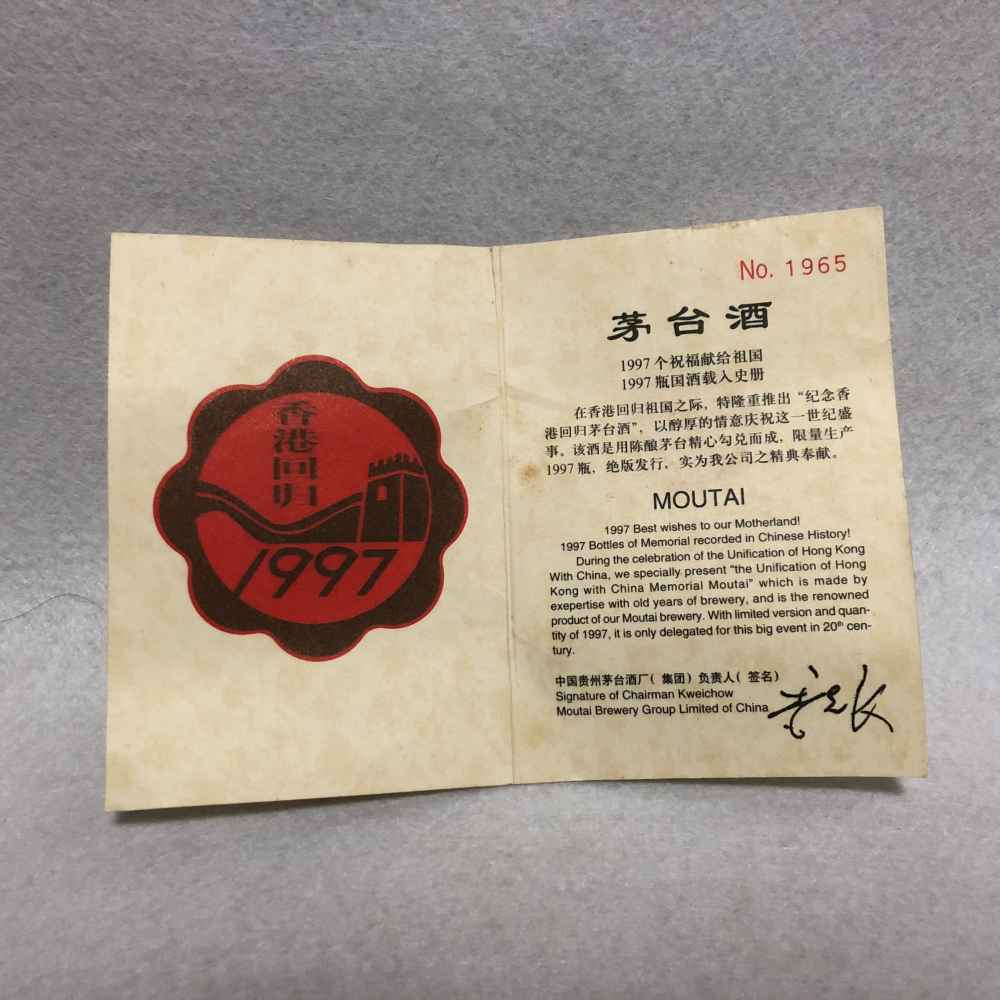 香港回归
1997
No. 1965
茅台酒
1997个祝福献给祖国
1997瓶国酒载入史册
在香港回归祖国之际，特隆重推出“纪念香
港回归茅台酒”，以醇厚的情意庆祝这一世纪盛
事。该酒是用陈酿茅台精心勾兑而成，限量生产
1997瓶，绝版发行，实为我公司之精典奉献。
MOUTAI
1997 Best wishes to our Motherland!
1997 Bottles of Memorial recorded in Chinese History!
During the celebration of the Unification of Hong Kong
With China, we specially present "the Unification of Hong
Kong with China Memorial Moutai" which is made by
exepertise with old years of brewery, and is the renowned
product of our Moutai brewery. With limited version and quan-
tity of 1997, it is only delegated for this big event in 20th cen-
tury.
中国贵州茅台酒厂（集团）负责人（签名）
Signature of Chairman Kweichow
Moutai Brewery Group Limited of China